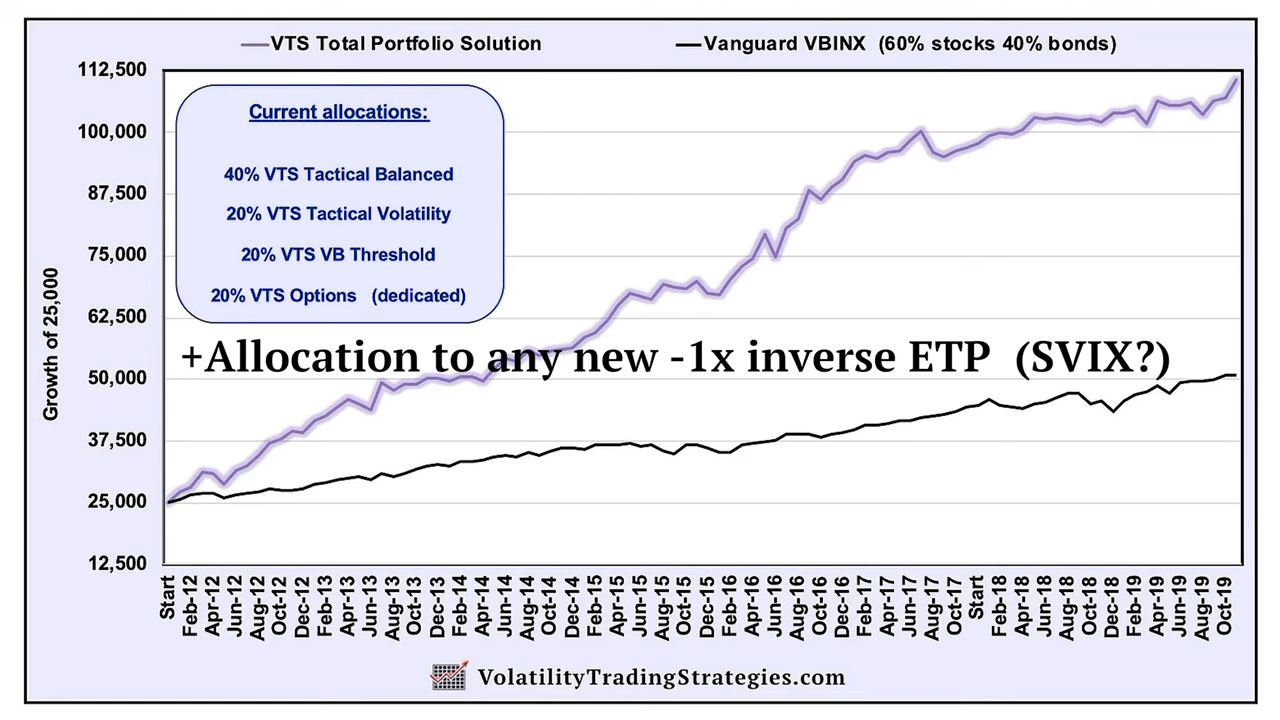 VTS Total Portfolio Solution
Vanguard VBINX (60% stocks 40% bonds)
112,500
100,000
87,500
75,000
62,500
50,000
37,500
25,000
12,500
Growth of 25,000
Current allocations:
40% VTS Tactical Balanced
20% VTS Tactical Volatility
20% VTS VB Threshold
20% VTS Options (dedicated)
+Allocation to any new -1x inverse ETP (SVIX?)
Start
Feb-12
Apr-12
Jun-12
Aug-12
Oct-12
Dec-12
Feb-13
Apr-13
Jun-13
Aug-13
Oct-13
Dec-13
Feb-14
Apr-14
Jun-14
Aug-14
Oct-14
Dec-14
Feb-15
Apr-15
Jun-15
Aug-15
Oct-15
Dec-15
Feb-16
Apr-16
Jun-16
Aug-16
Oct-16
Dec-16
Feb-17
Apr-17
Jun-17
Aug-17
Oct-17
Start
Feb-18
Apr-18
Jun-18
Aug-18
Oct-18
Dec-18
Feb-19
Apr-19
Jun-19
Aug-19
Oct-19
VolatilityTradingStrategies.com